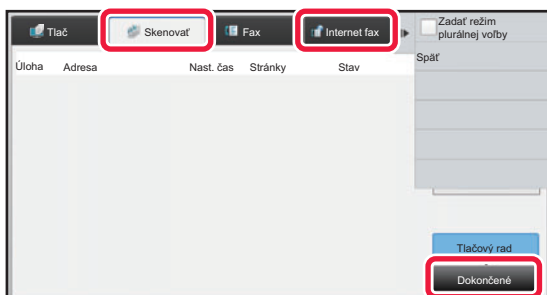 Tlač
Skenovať
Fax
Internet fax
Zadať režim
plurálnej voľby
Úloha
Adresa
Nast. čas
Stránky
Stav
Späť
Tlačový rad
Dokončené